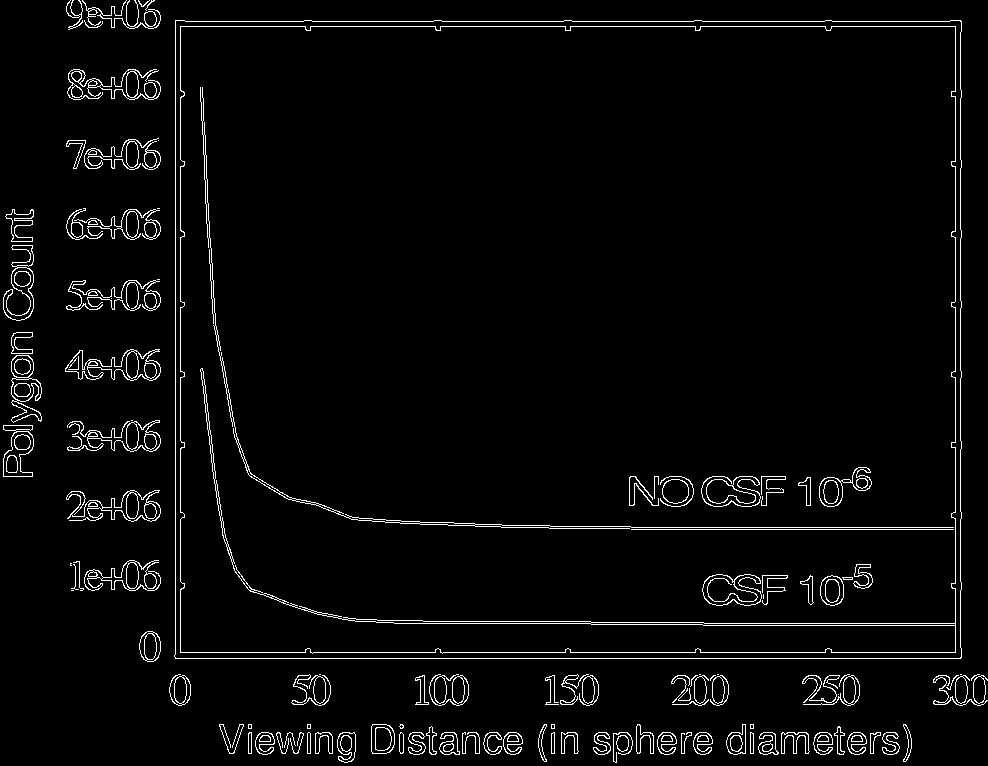 9e+06
8e+06
7e+06
6e+06
5e+06
4e+06
3e+06
2e+06
1e+06
0
Polygon Count
NO CSF 10⁻⁶
CSF 10⁻⁵
0 50 100 150 200 250 300
Viewing Distance (in sphere diameters)